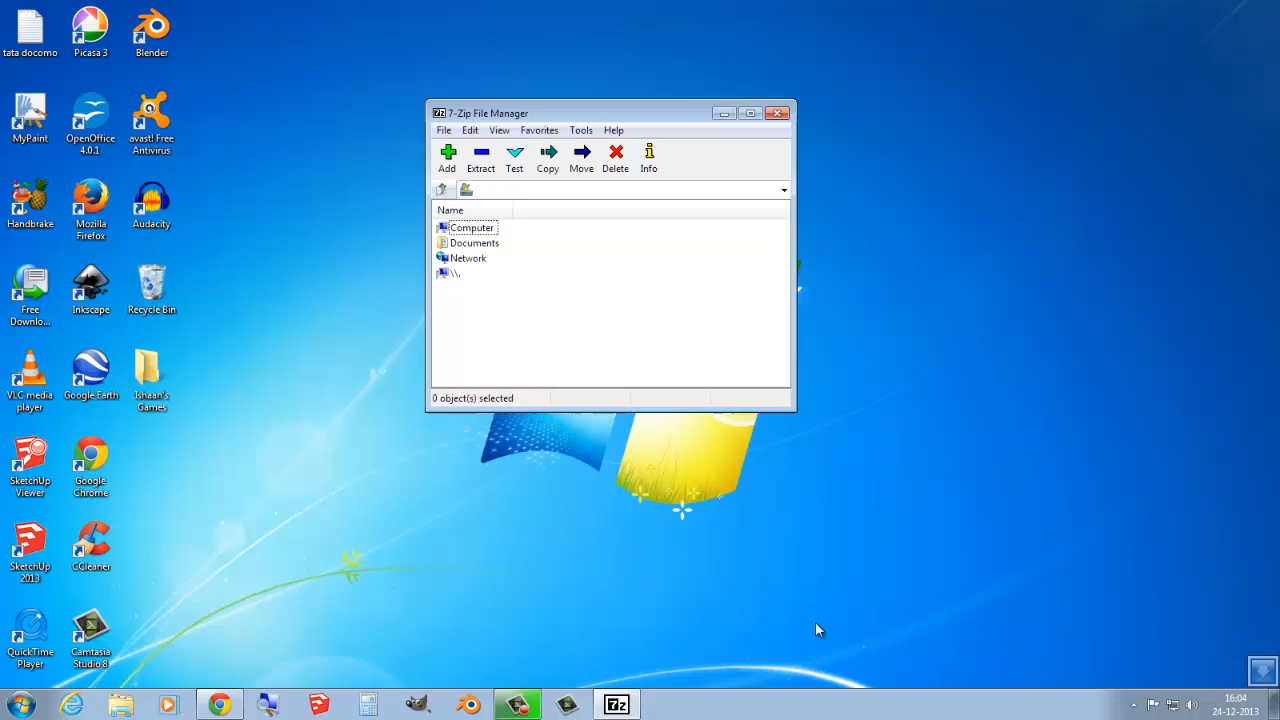 tata docomo
Picasa 3
Blender
MyPaint
OpenOffice
4.0.1
avast! Free
Antivirus
Handbrake
Mozilla
Firefox
Audacity
Free
Downlo...
Inkscape
Recycle Bin
VLC media
player
Google Earth
Ishaan's
Games
SketchUp
Viewer
Google
Chrome
SketchUp
2013
CCleaner
QuickTime
Player
Camtasia
Studio 8
7z 7-Zip File Manager
File Edit View Favorites Tools Help
Add Extract Test Copy Move Delete Info
Name
Computer
Documents
Network
\\.
0 object(s) selected
7z
16:04
24-12-2013